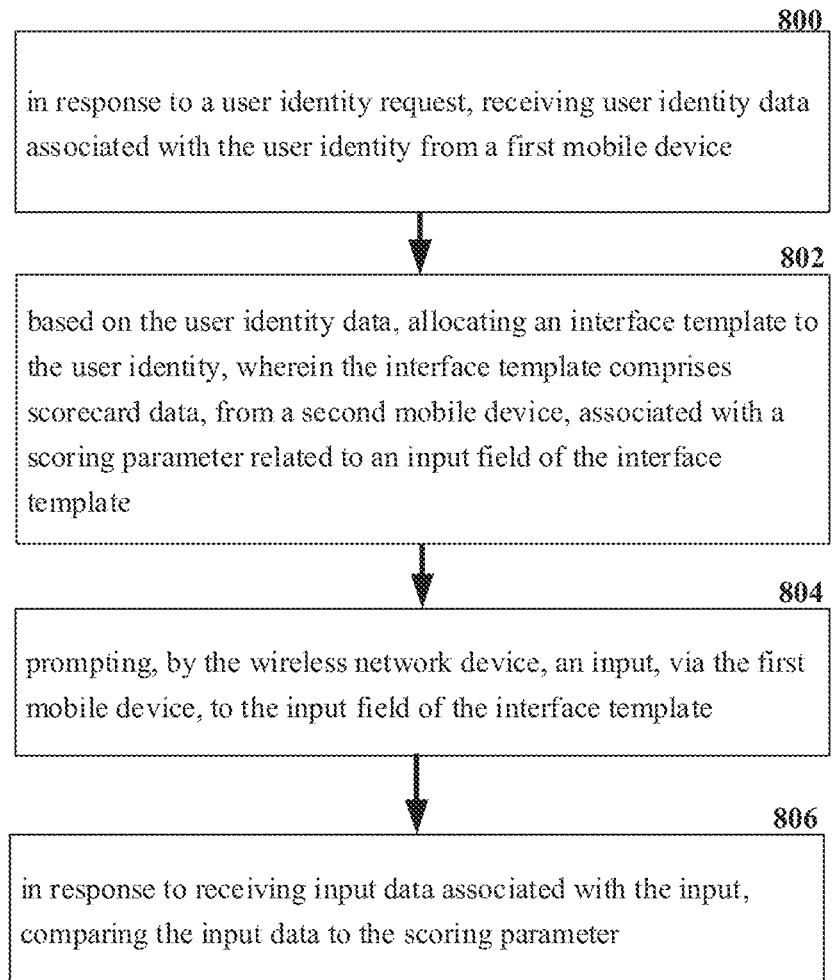 800
in response to a user identity request, receiving user identity data
associated with the user identity from a first mobile device
802
based on the user identity data, allocating an interface template to
the user identity, wherein the interface template comprises
scorecard data, from a second mobile device, associated with a
scoring parameter related to an input field of the interface
template
804
prompting, by the wireless network device, an input, via the first
mobile device, to the input field of the interface template
806
in response to receiving input data associated with the input,
comparing the input data to the scoring parameter